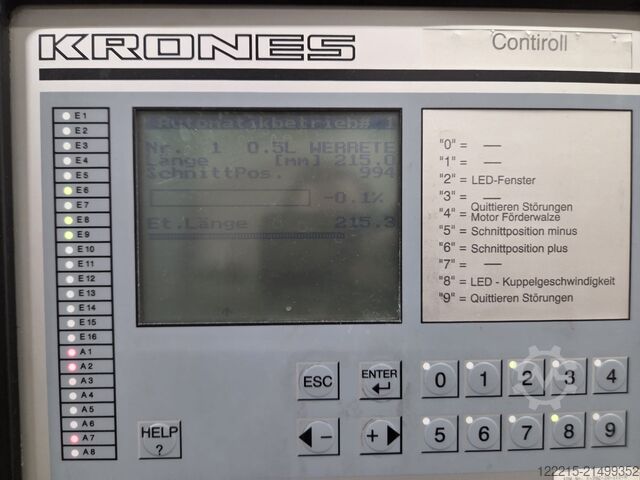 KRONES
Contiroll
E 1
E 2
E 3
E 4
E 5
E 6
E 7
E 8
E 9
E 10
E 11
E 12
E 13
E 14
E 15
E 16
A 1
A 2
A 3
A 4
A 5
A 6
A 7
A 8
Automatikbetrieb# 1
Nr. 1 0.5L WERRETE
Länge [mm] 215.0
SchnittPos. 994
-0.1%
Et.Länge 215.3
"0" = —
"1" = —
"2" = LED-Fenster
"3" = —
"4" = Quittieren Störungen
Motor Förderwalze
"5" = Schnittposition minus
"6" = Schnittposition plus
"7" = —
"8" = LED - Kuppelgeschwindigkeit
"9" = Quittieren Störungen
ESC
ENTER
0
1
2
3
4
HELP
?
−
+
5
6
7
8
9
122215-21499352